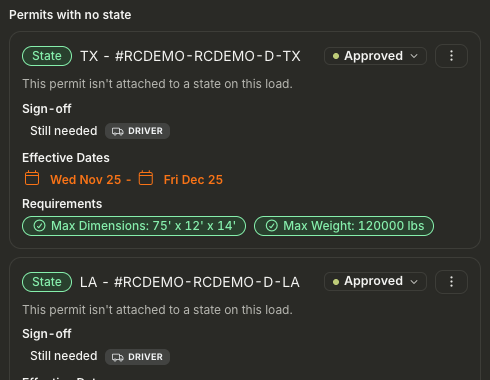 Permits with no state
State TX - #RCDEMO-RCDEMO-D-TX Approved
This permit isn't attached to a state on this load.
Sign-off
Still needed DRIVER
Effective Dates
Wed Nov 25 - Fri Dec 25
Requirements
Max Dimensions: 75' x 12' x 14' Max Weight: 120000 lbs
State LA - #RCDEMO-RCDEMO-D-LA Approved
This permit isn't attached to a state on this load.
Sign-off
Still needed DRIVER